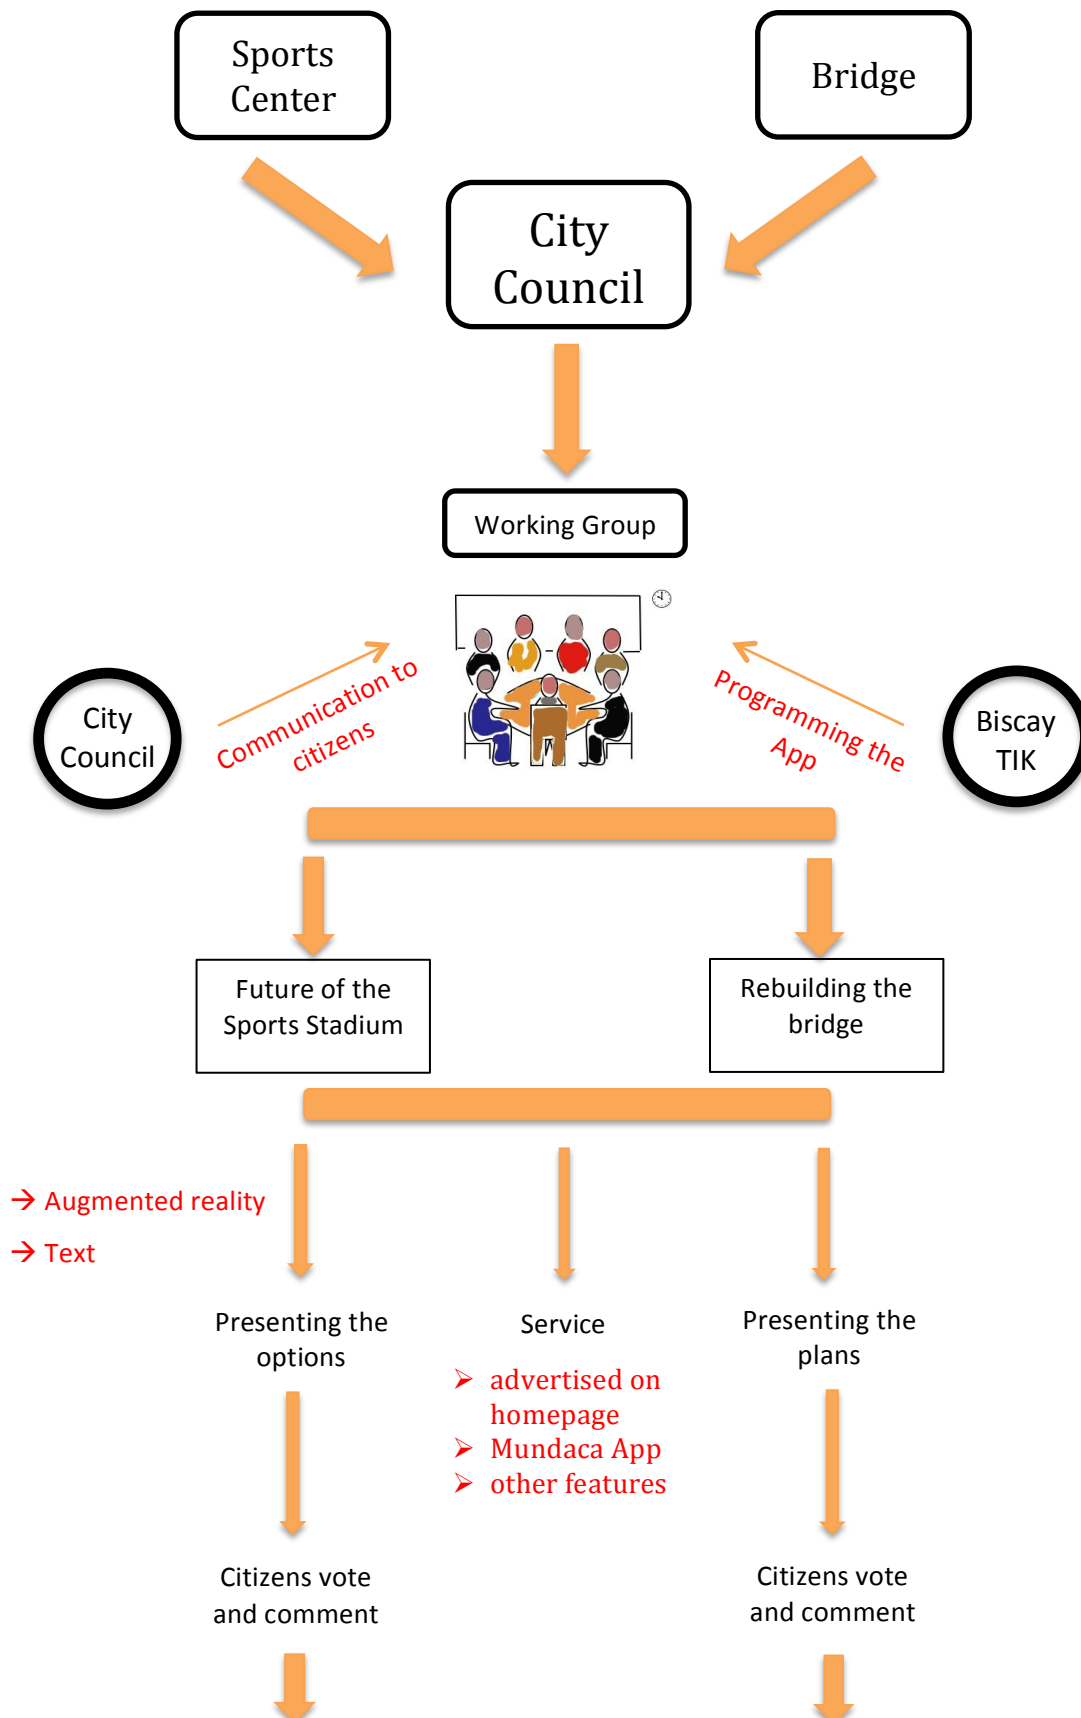 Sports
Center
Bridge
City
Council
Working Group
City
Council
Communication to
citizens
Programming the
App
Biscay
TIK
Future of the
Sports Stadium
Rebuilding the
bridge
→ Augmented reality
→ Text
Presenting the
options
Service
➢ advertised on
homepage
➢ Mundaca App
➢ other features
Presenting the
plans
Citizens vote
and comment
Citizens vote
and comment